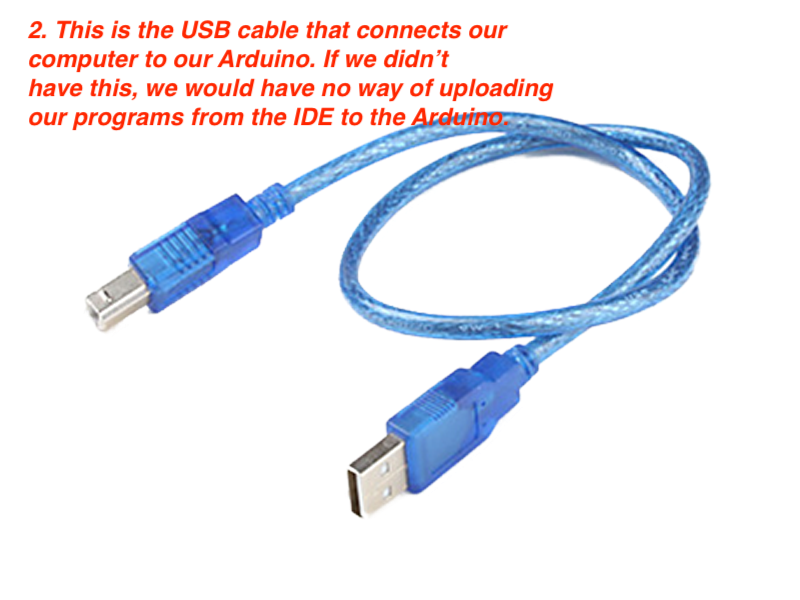 2. This is the USB cable that connects our
computer to our Arduino. If we didn’t
have this, we would have no way of uploading
our programs from the IDE to the Arduino.